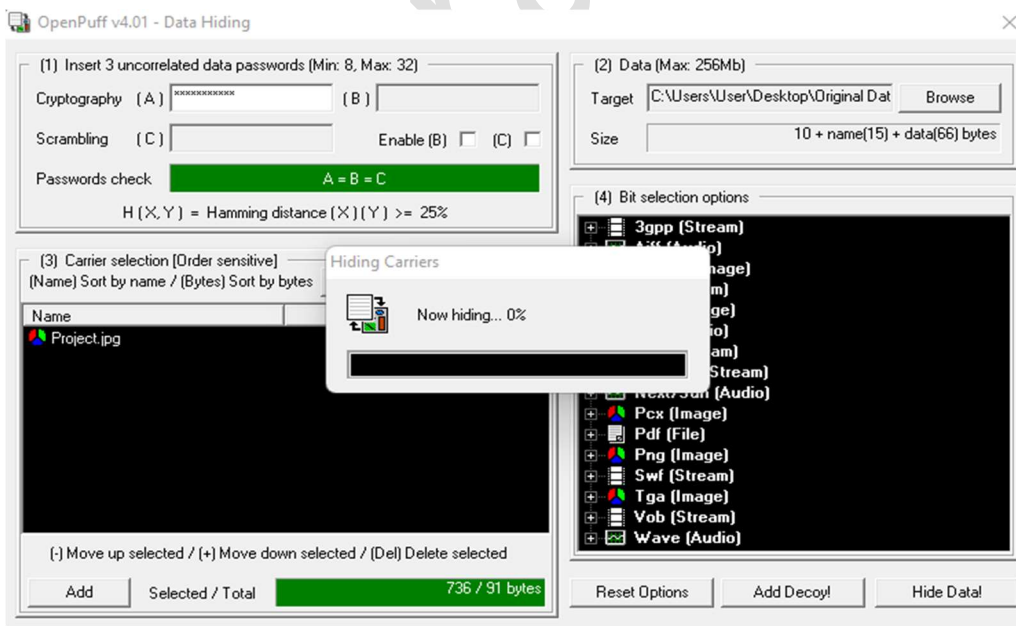 OpenPuff v4.01 - Data Hiding
(1) Insert 3 uncorrelated data passwords (Min: 8, Max: 32)
Cryptography (A) *********** (B)
Scrambling (C) Enable (B) (C)
Passwords check A = B = C
H (X, Y) = Hamming distance (X) (Y) >= 25%
(2) Data (Max: 256Mb)
Target C:\Users\User\Desktop\Original Dat Browse
Size 10 + name(15) + data(66) bytes
(3) Carrier selection [Order sensitive]
(Name) Sort by name / (Bytes) Sort by bytes
Name
Project.jpg
(-) Move up selected / (+) Move down selected / (Del) Delete selected
Add Selected / Total 736 / 91 bytes
Hiding Carriers
Now hiding... 0%
(4) Bit selection options
3gpp (Stream)
Pcx (Image)
Pdf (File)
Png (Image)
Swf (Stream)
Tga (Image)
Vob (Stream)
Wave (Audio)
Reset Options Add Decoy! Hide Data!